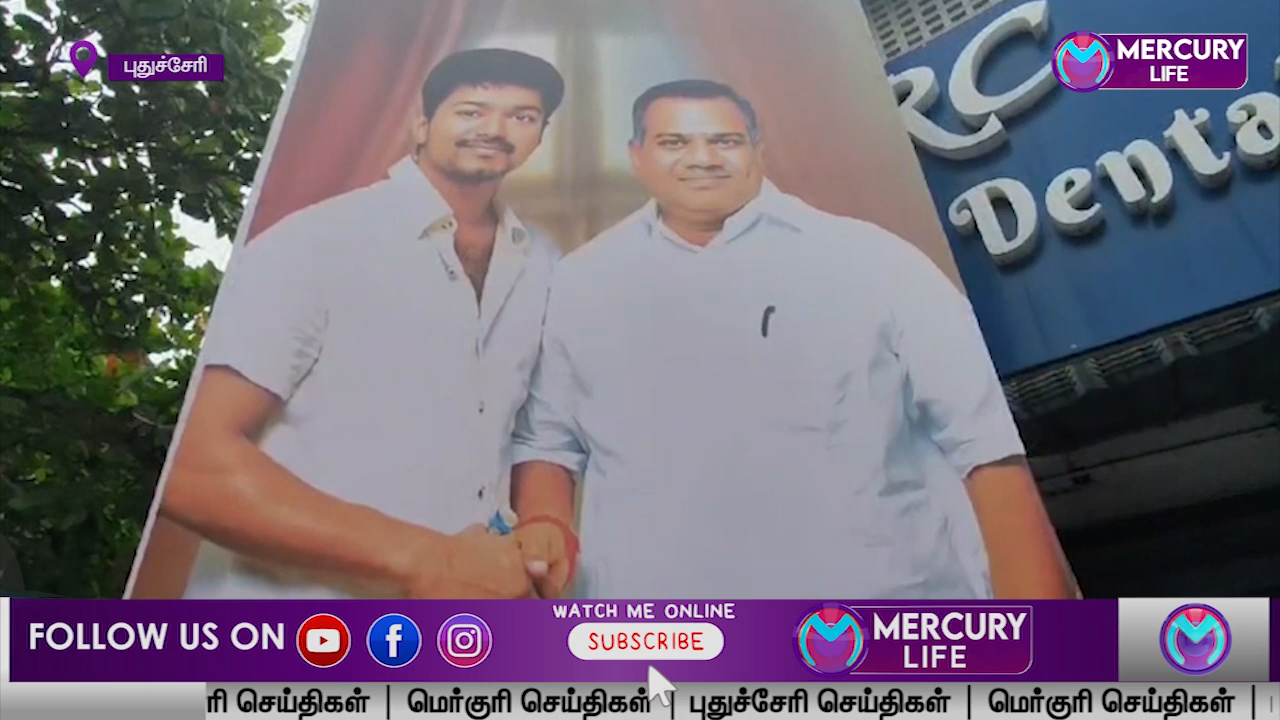 புதுச்சேரி
MERCURY
LIFE
RC
Denta
FOLLOW US ON
WATCH ME ONLINE
SUBSCRIBE
MERCURY
LIFE
ரி செய்திகள் | மெர்குரி செய்திகள் | புதுச்சேரி செய்திகள் | மெர்குரி செய்திகள் |